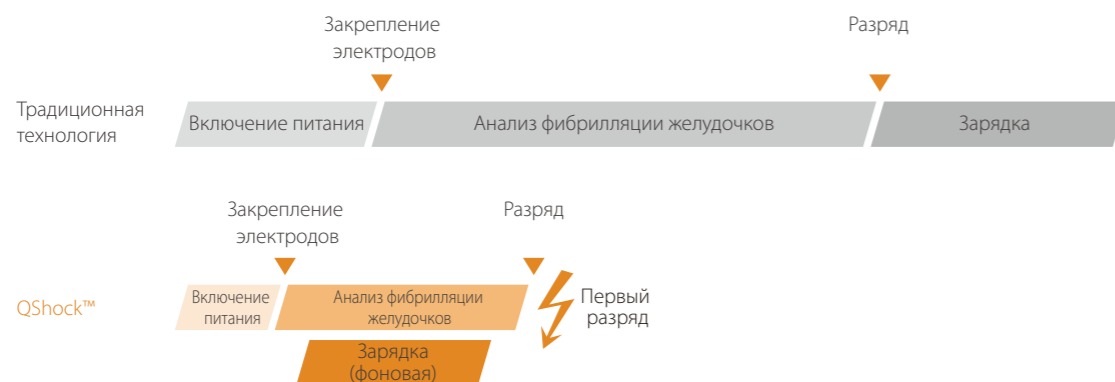 Закрепление
электродов
Разряд
Традиционная
технология
Включение питания
Анализ фибрилляции желудочков
Зарядка
Закрепление
электродов
Разряд
QShock™
Включение
питания
Анализ фибрилляции
желудочков
Первый
разряд
Зарядка
(фоновая)